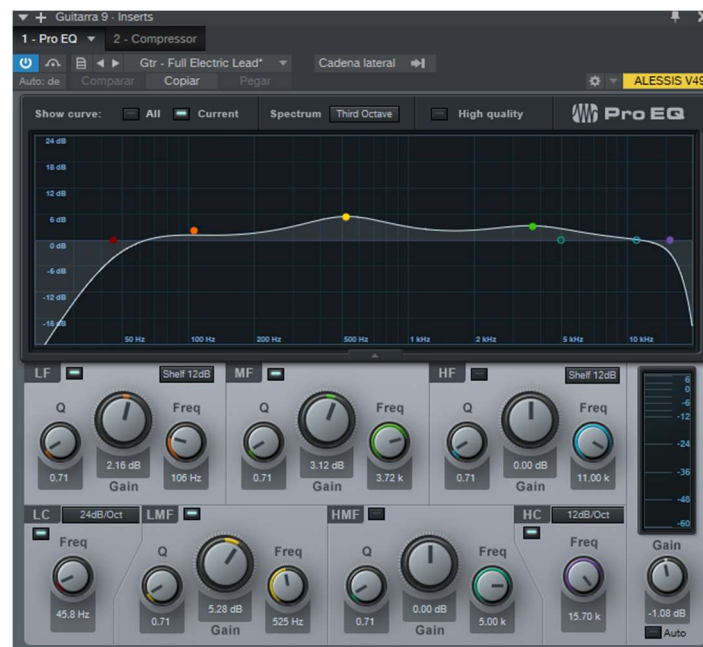 Guitarra 9 - Inserts
1 - Pro EQ 2 - Compressor
Gtr - Full Electric Lead* Cadena lateral
Auto: de Comparar Copiar Pegar ALESSIS V49
Show curve: All Current Spectrum Third Octave High quality Pro EQ
24 dB
18 dB
12 dB
6 dB
0 dB
-6 dB
-12 dB
-18 dB
50 Hz 100 Hz 200 Hz 500 Hz 1 kHz 2 kHz 5 kHz 10 kHz
LF Shelf 12dB MF HF Shelf 12dB
Q Freq Q Freq Q Freq
0.71 2.16 dB 106 Hz 0.71 3.12 dB 3.72 k 0.71 0.00 dB 11.00 k
Gain Gain Gain
6
0
-6
-12
-24
-36
-48
-60
LC 24dB/Oct LMF HMF HC 12dB/Oct
Freq Q Freq Q Freq Freq Gain
45.8 Hz 0.71 5.28 dB 525 Hz 0.71 0.00 dB 5.00 k 15.70 k -1.08 dB
Gain Gain Auto